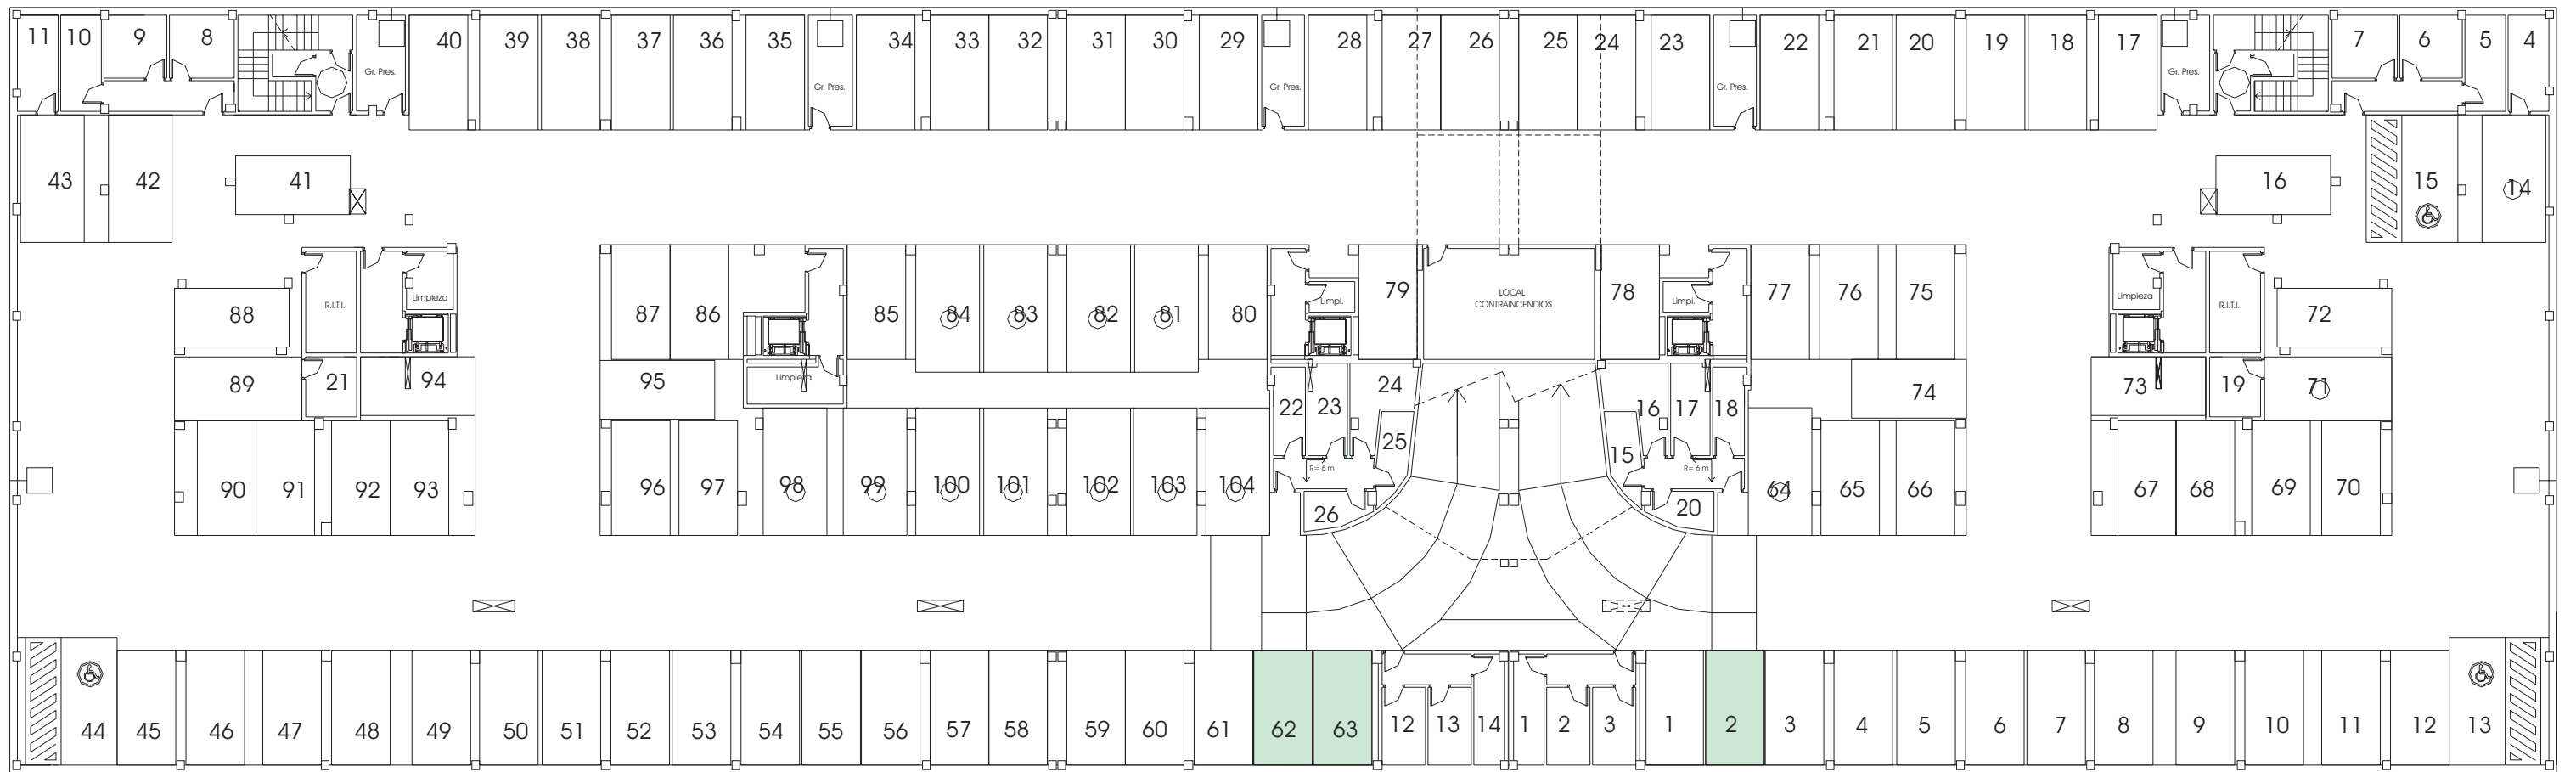 11 10 9 8 40 39 38 37 36 35 34 33 32 31 30 29 28 27 26 25 24 23 22 21 20 19 18 17 7 6 5 4
Gr. Pres. Gr. Pres. Gr. Pres. Gr. Pres. Gr. Pres.
43 42 41 16 15 14
88 R.I.T.I. Limpieza 87 86 85 84 83 82 81 80 Limpi. 79 LOCAL 78 Limpi. 77 76 75 Limpieza R.I.T.I. 72
CONTRAINCENDIOS
89 21 94 95 Limpieza 22 23 24 16 17 18 74 73 19 71
25 15
R= 6 m R= 6 m
90 91 92 93 96 97 98 99 100 101 102 103 104 64 65 66 67 68 69 70
26 20
44 45 46 47 48 49 50 51 52 53 54 55 56 57 58 59 60 61 62 63 12 13 14 1 2 3 1 2 3 4 5 6 7 8 9 10 11 12 13